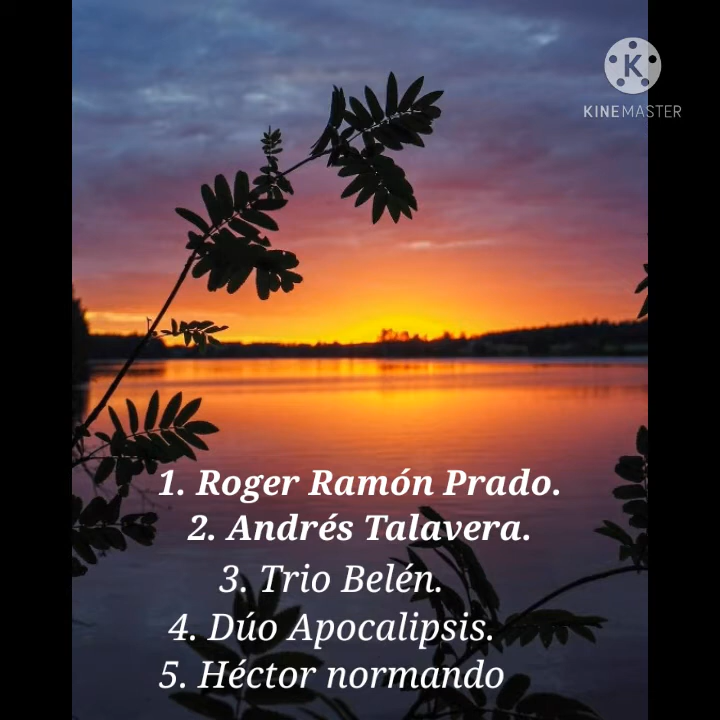 K
KINEMASTER
1. Roger Ramón Prado.
2. Andrés Talavera.
3. Trio Belén.
4. Dúo Apocalipsis.
5. Héctor normando